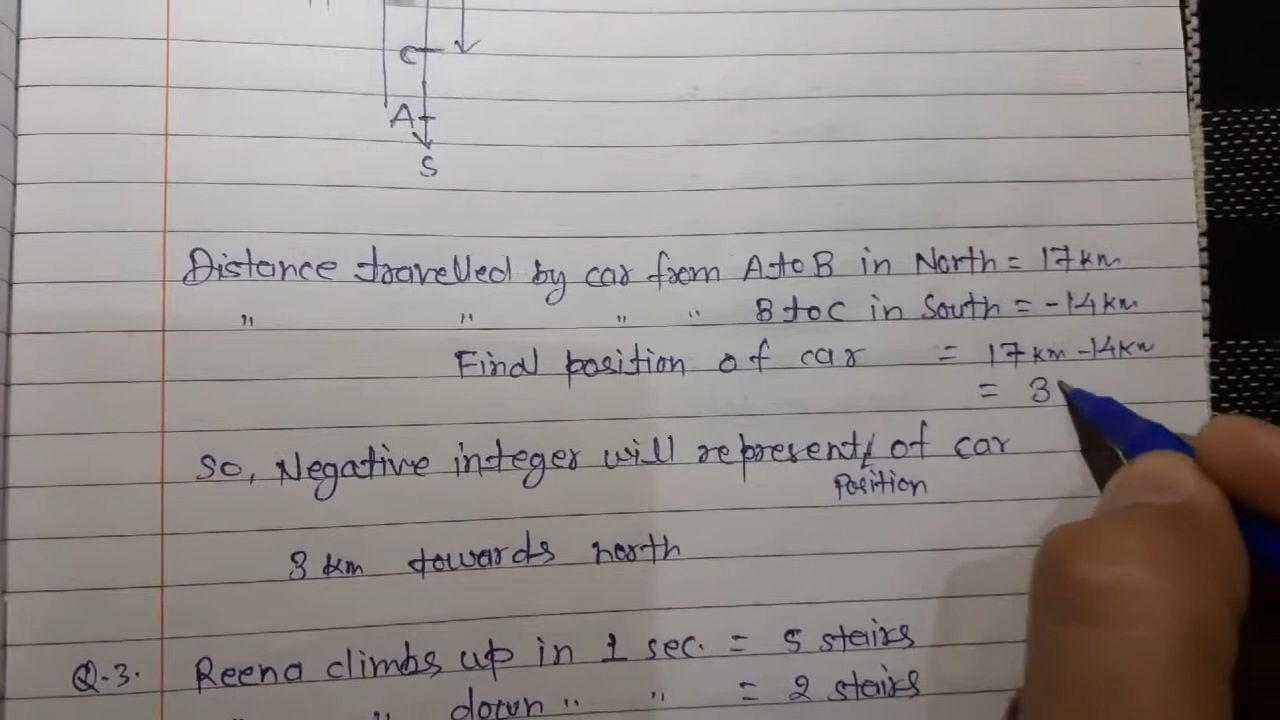 C
A
S
Distance travelled by car from A to B in North = 17 km
" " " " B to C in South = -14 km
Final position of car = 17 km -14 km
= 3
So, Negative integer will represent of car
Position
3 km towards north
Q.3. Reena climbs up in 1 sec. = 5 stairs
" " down " " = 2 stairs